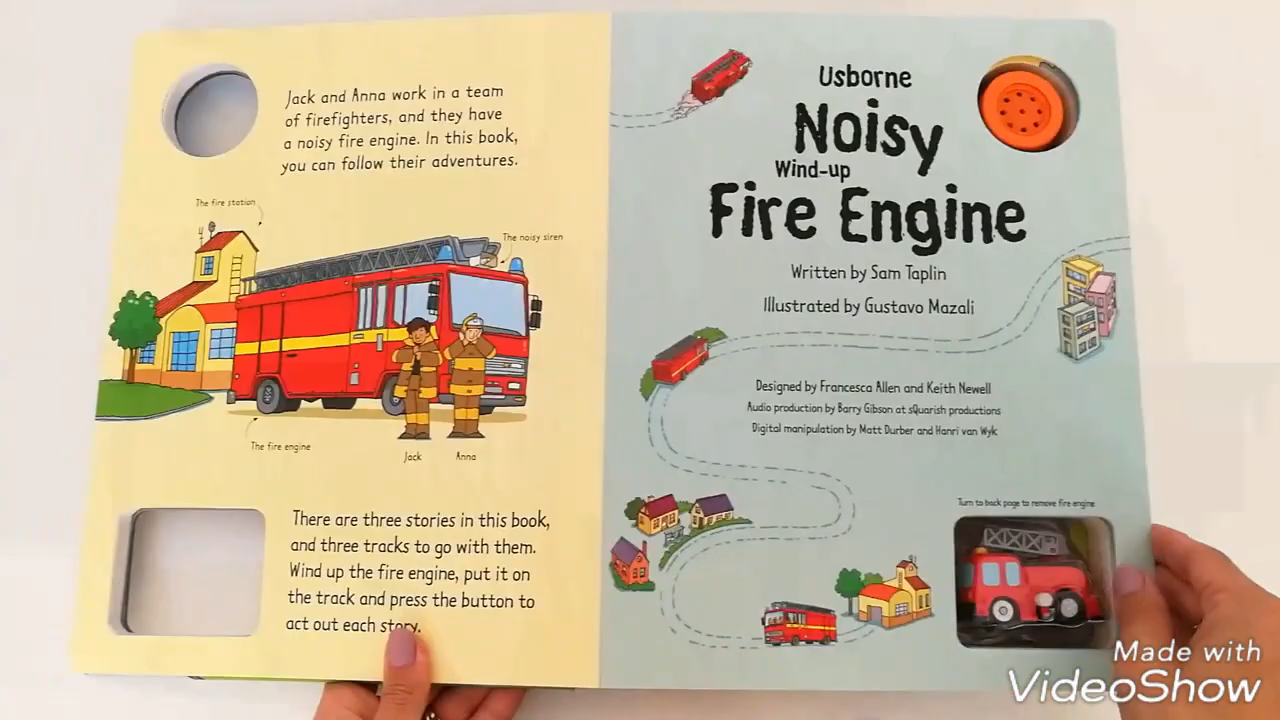 Jack and Anna work in a team
of firefighters, and they have
a noisy fire engine. In this book,
you can follow their adventures.
The fire station
The noisy siren
The fire engine
Jack
Anna
There are three stories in this book,
and three tracks to go with them.
Wind up the fire engine, put it on
the track and press the button to
act out each story.
Usborne
Noisy
Wind-up
Fire Engine
Written by Sam Taplin
Illustrated by Gustavo Mazali
Designed by Francesca Allen and Keith Newell
Audio production by Barry Gibson at sQuarish productions
Digital manipulation by Matt Durber and Hanri van Wyk
Turn to back page to remove fire engine
Made with
VideoShow